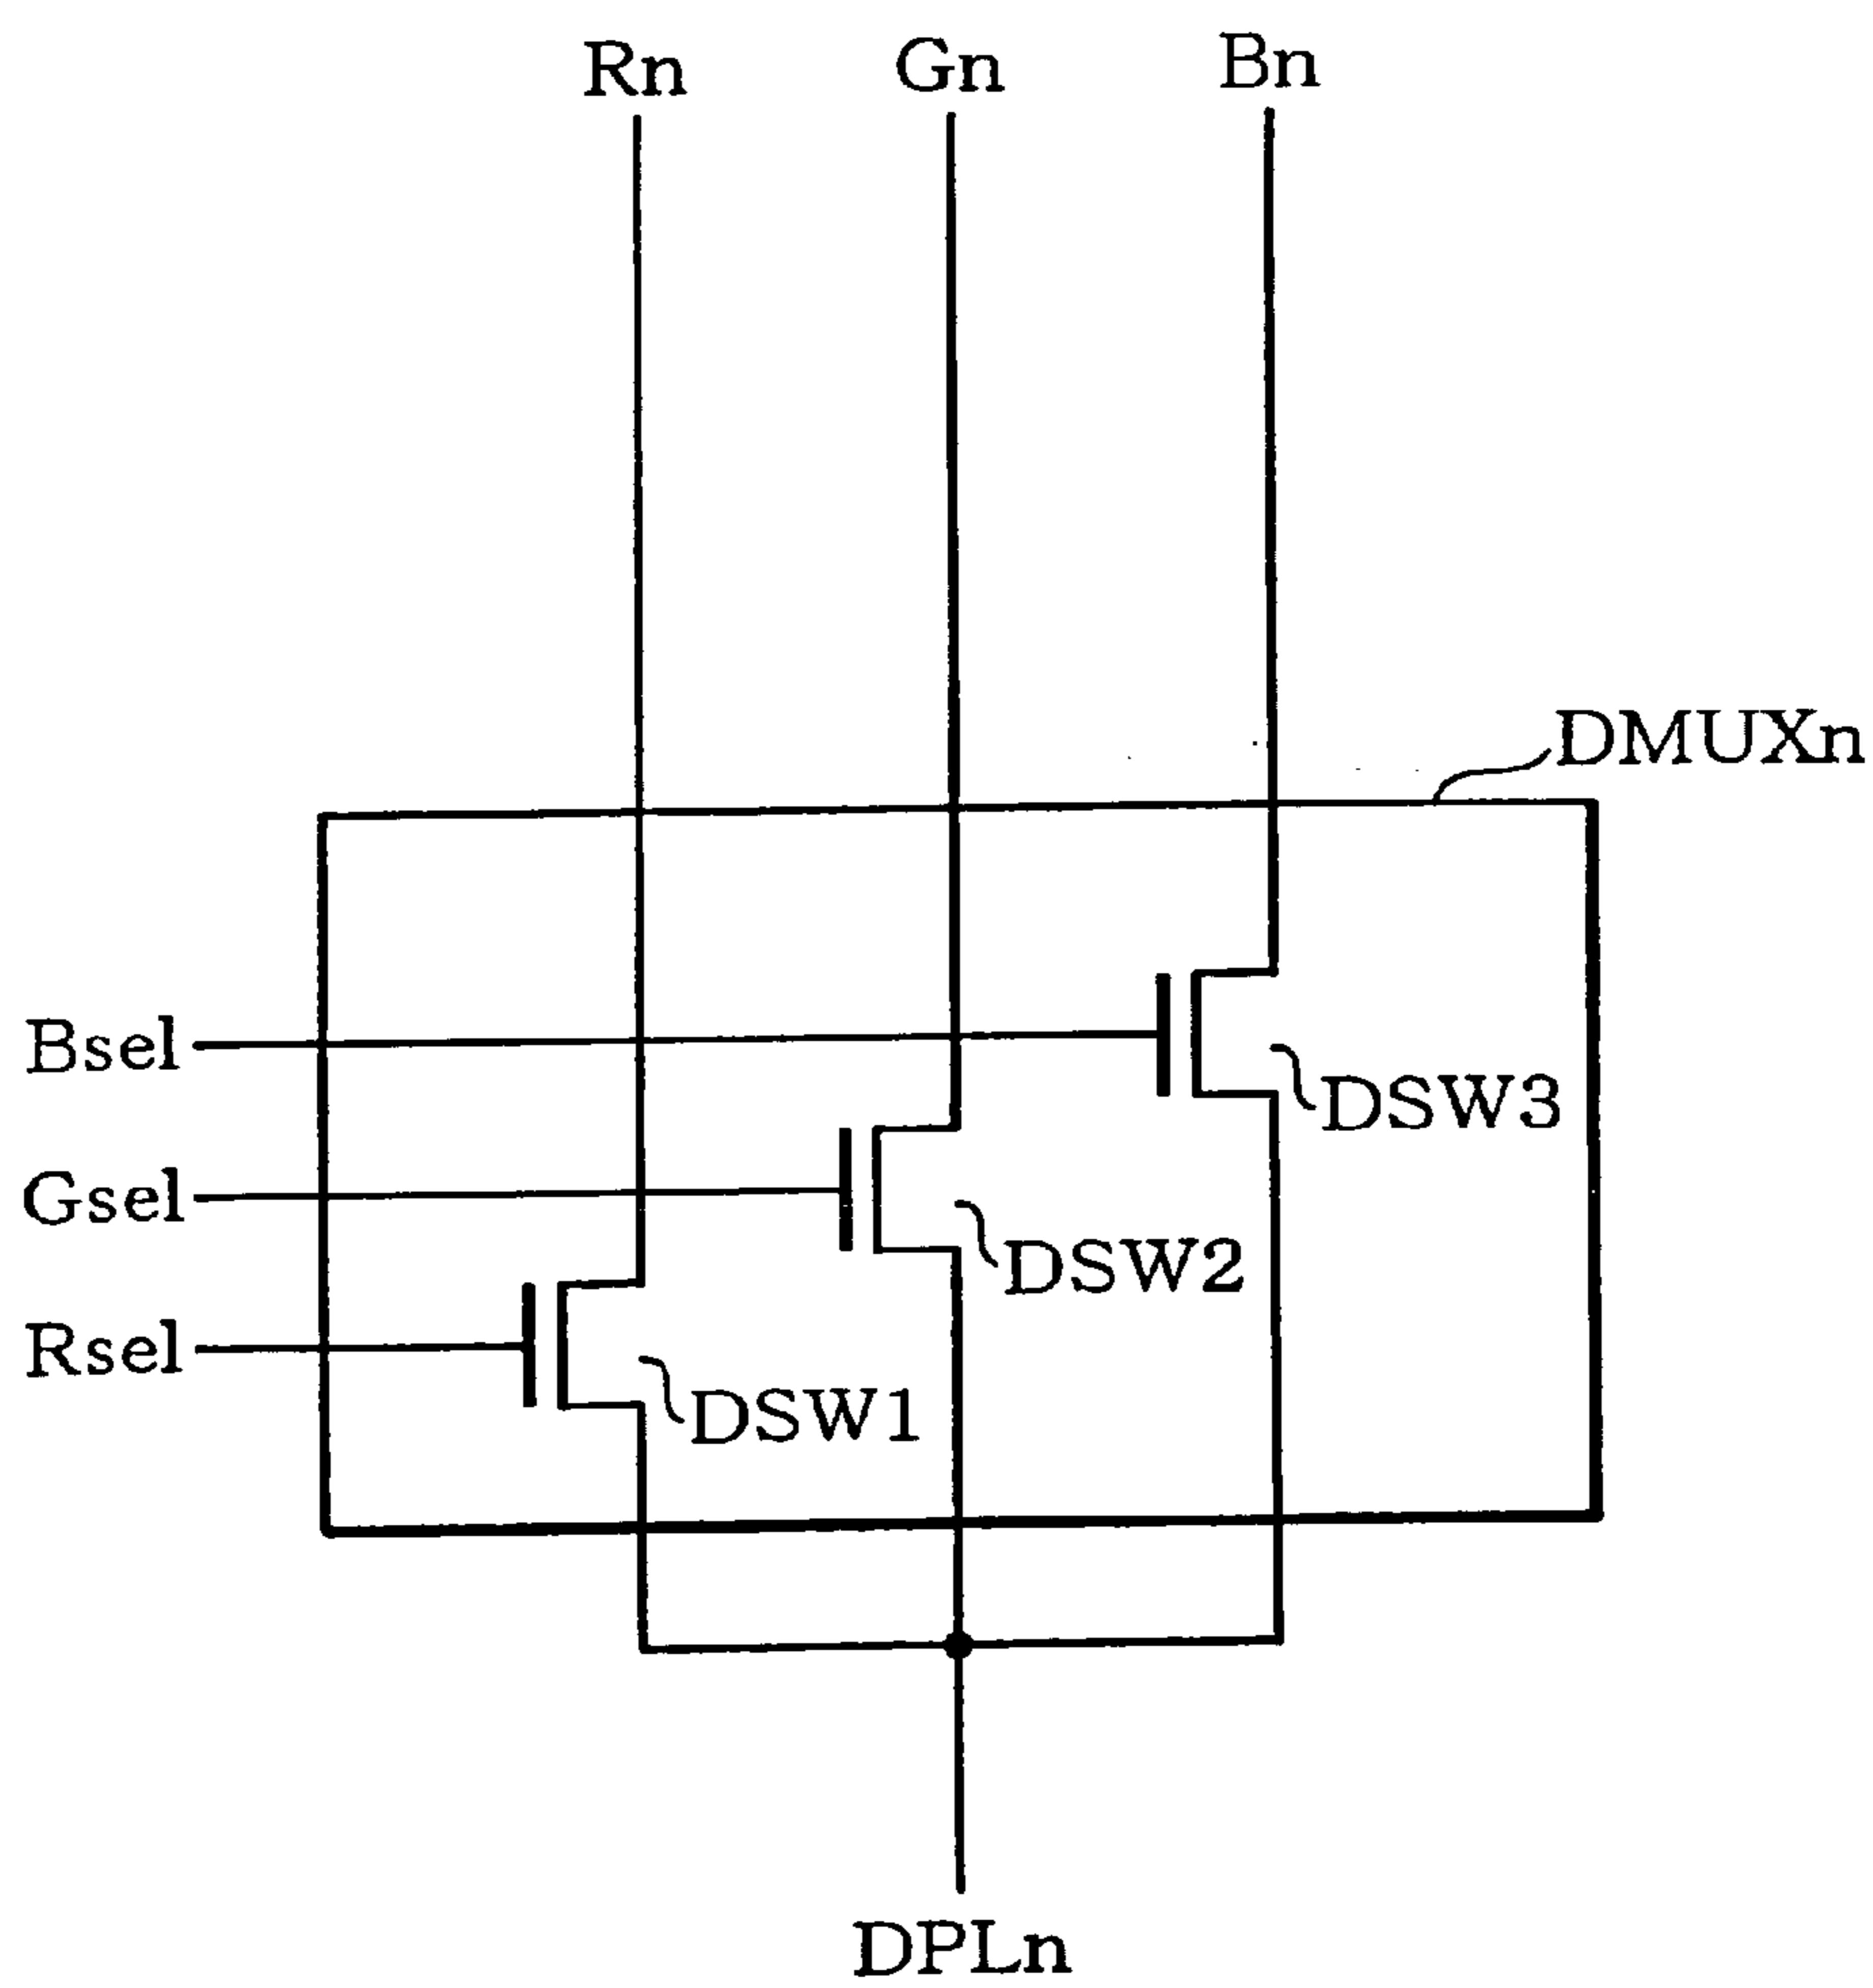 Rn Gn Bn
DMUXn
Bsel
DSW3
Gsel
DSW2
Rsel
DSW1
DPLn